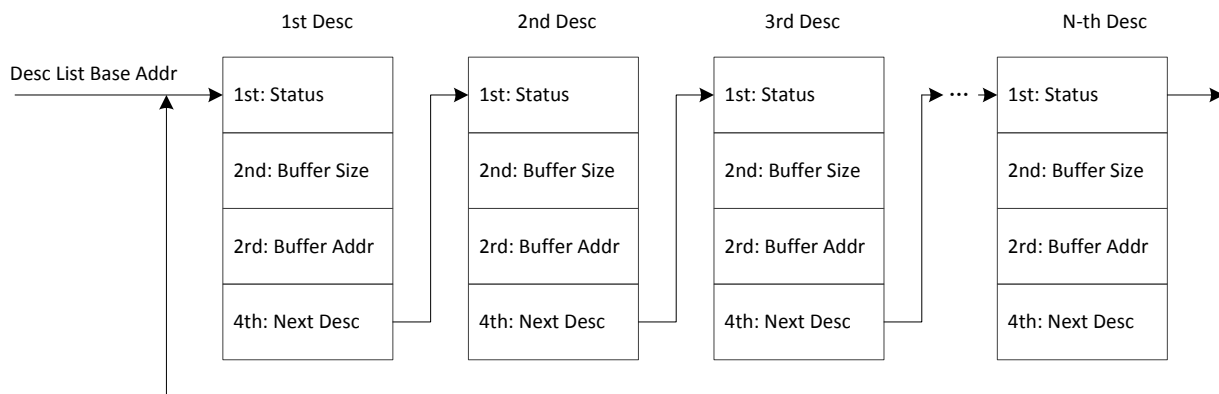 1st Desc
2nd Desc
3rd Desc
N-th Desc
Desc List Base Addr
1st: Status
1st: Status
1st: Status
...
1st: Status
2nd: Buffer Size
2nd: Buffer Size
2nd: Buffer Size
2nd: Buffer Size
2rd: Buffer Addr
2rd: Buffer Addr
2rd: Buffer Addr
2rd: Buffer Addr
4th: Next Desc
4th: Next Desc
4th: Next Desc
4th: Next Desc